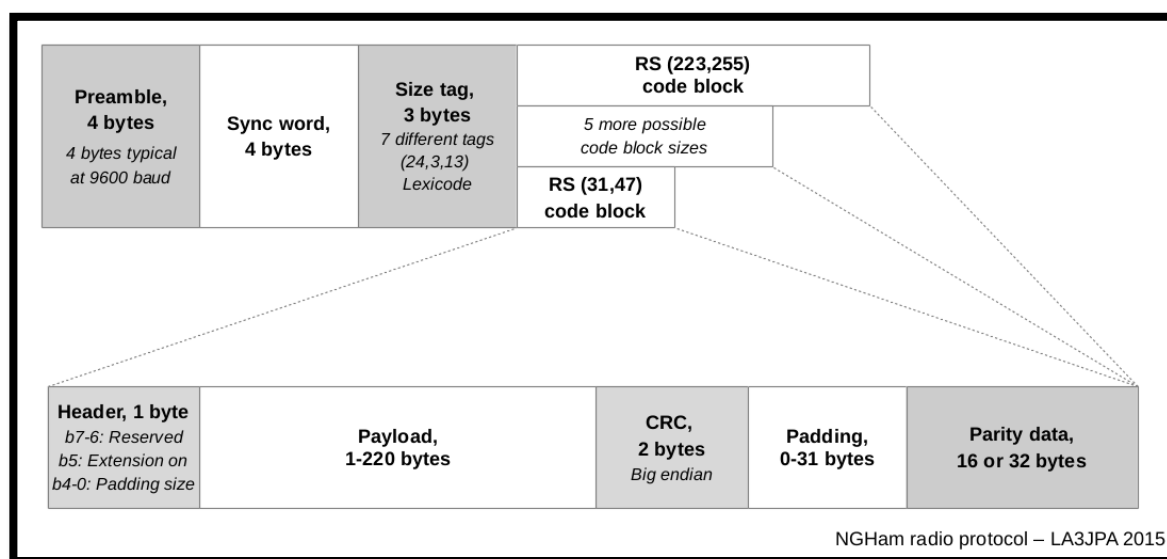 Preamble,
4 bytes
4 bytes typical
at 9600 baud
Sync word,
4 bytes
Size tag,
3 bytes
7 different tags
(24,3,13)
Lexicode
RS (223,255)
code block
5 more possible
code block sizes
RS (31,47)
code block
Header, 1 byte
b7-6: Reserved
b5: Extension on
b4-0: Padding size
Payload,
1-220 bytes
CRC,
2 bytes
Big endian
Padding,
0-31 bytes
Parity data,
16 or 32 bytes
NGHam radio protocol – LA3JPA 2015